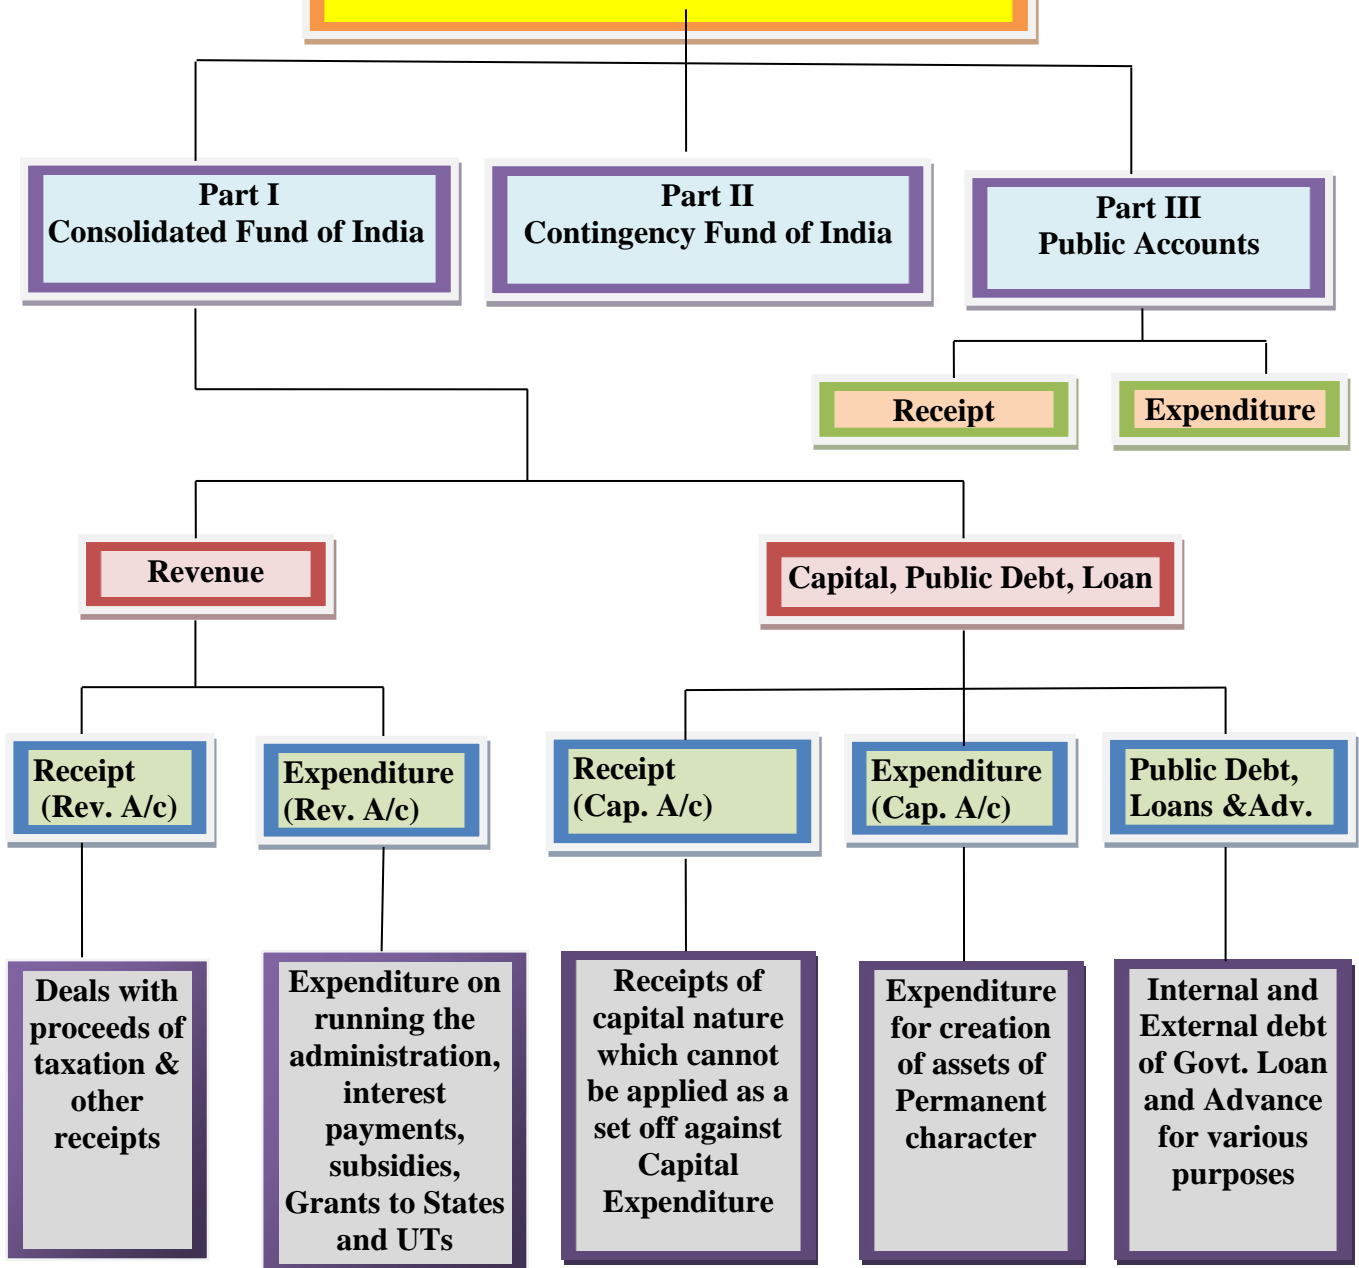 Part I
Consolidated Fund of India
Part II
Contingency Fund of India
Part III
Public Accounts
Receipt
Expenditure
Revenue
Capital, Public Debt, Loan
Receipt
(Rev. A/c)
Expenditure
(Rev. A/c)
Receipt
(Cap. A/c)
Expenditure
(Cap. A/c)
Public Debt,
Loans &Adv.
Deals with
proceeds of
taxation &
other
receipts
Expenditure on
running the
administration,
interest
payments,
subsidies,
Grants to States
and UTs
Receipts of
capital nature
which cannot
be applied as a
set off against
Capital
Expenditure
Expenditure
for creation
of assets of
Permanent
character
Internal and
External debt
of Govt. Loan
and Advance
for various
purposes